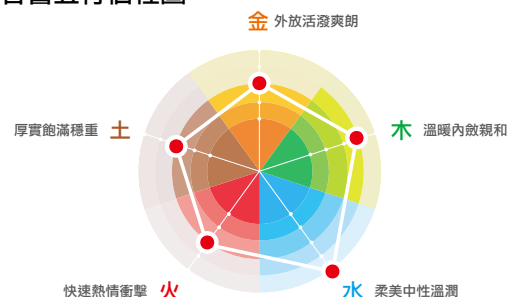 金 外放活潑爽朗
厚實飽滿穩重 土
木 溫暖內斂親和
快速熱情衝擊 火
水 柔美中性溫潤